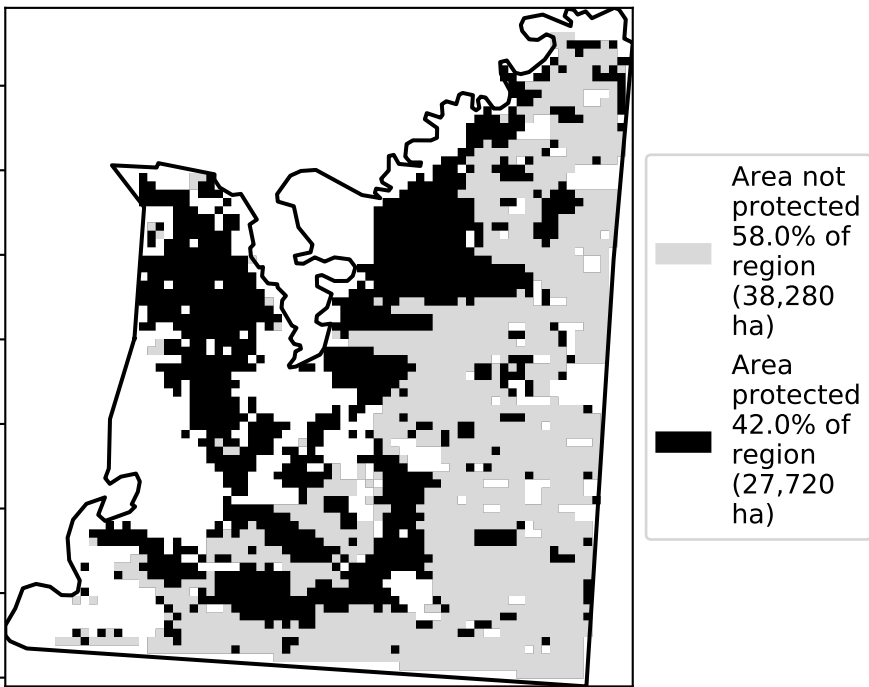 Area not
protected
58.0% of
region
(38,280
ha)
Area
protected
42.0% of
region
(27,720
ha)